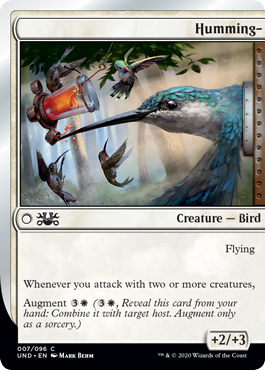 Humming-
Creature — Bird
Flying
Whenever you attack with two or more creatures,
Augment {3}{W} ({3}{W}, Reveal this card from your
hand: Combine it with target host. Augment only
as a sorcery.)
+2/+3
007/096 C
UND • EN Mark Behm
™ & © 2020 Wizards of the Coast